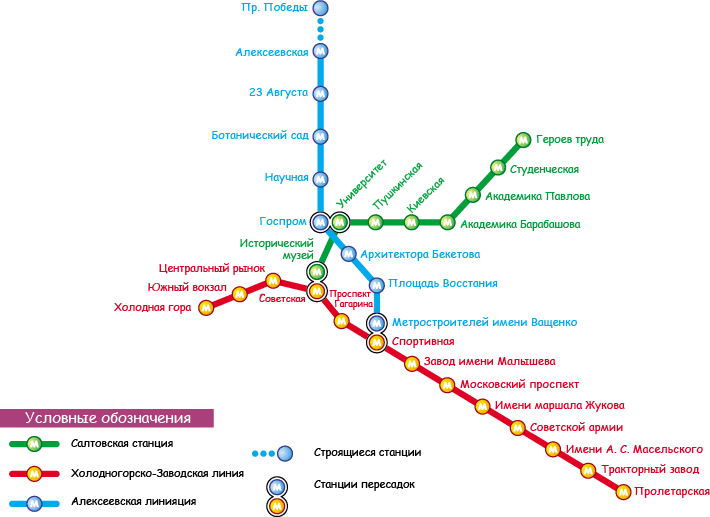 Пр. Победы
Алексеевская
23 Августа
Ботанический сад
Научная
Госпром
Университет
Пушкинская
Киевская
Героев труда
Студенческая
Академика Павлова
Академика Барабашова
Исторический
музей
Архитектора Бекетова
Площадь Восстания
Метростроителей имени Ващенко
Центральный рынок
Южный вокзал
Холодная гора
Советская
Проспект
Гагарина
Спортивная
Завод имени Малышева
Московский проспект
Имени маршала Жукова
Советской армии
Имени А. С. Масельского
Тракторный завод
Пролетарская
Условные обозначения
Салтовская станция
Холодногорско-Заводская линия
Алексеевская линияция
Строящиеся станции
Станции пересадок